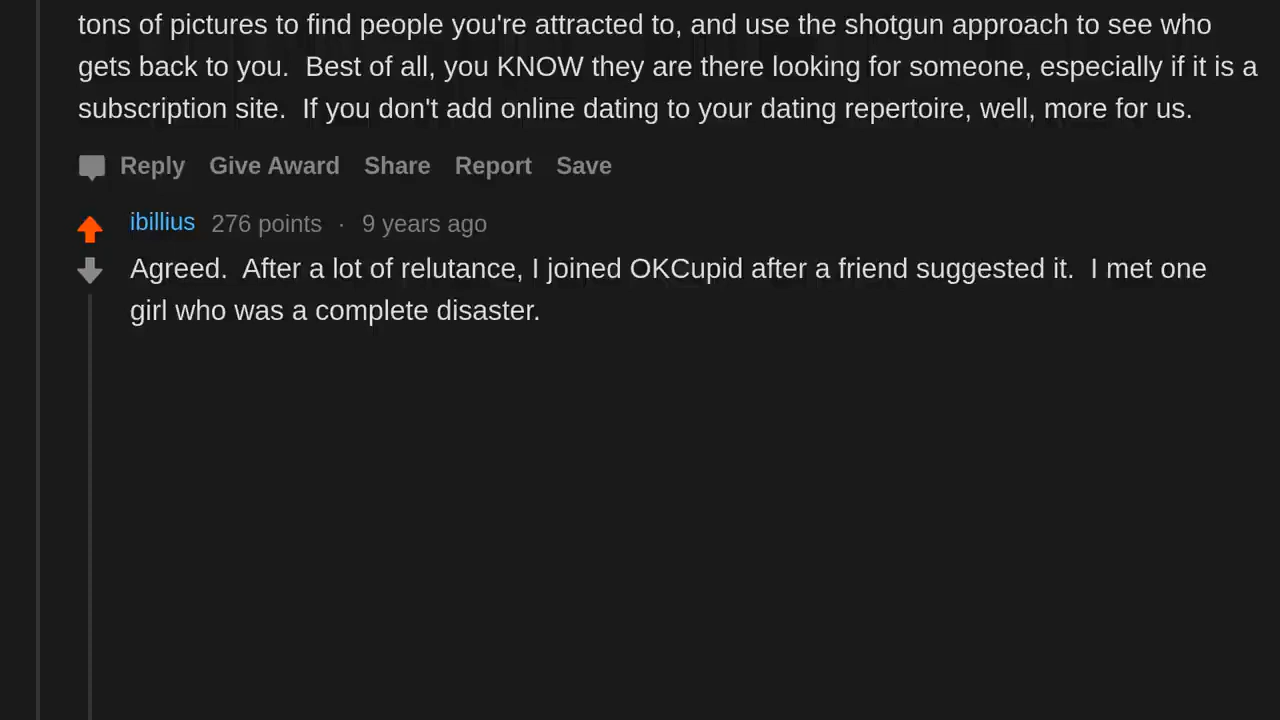 tons of pictures to find people you're attracted to, and use the shotgun approach to see who
gets back to you.  Best of all, you KNOW they are there looking for someone, especially if it is a
subscription site.  If you don't add online dating to your dating repertoire, well, more for us.
Reply Give Award Share Report Save
ibillius 276 points · 9 years ago
Agreed.  After a lot of relutance, I joined OKCupid after a friend suggested it.  I met one
girl who was a complete disaster.